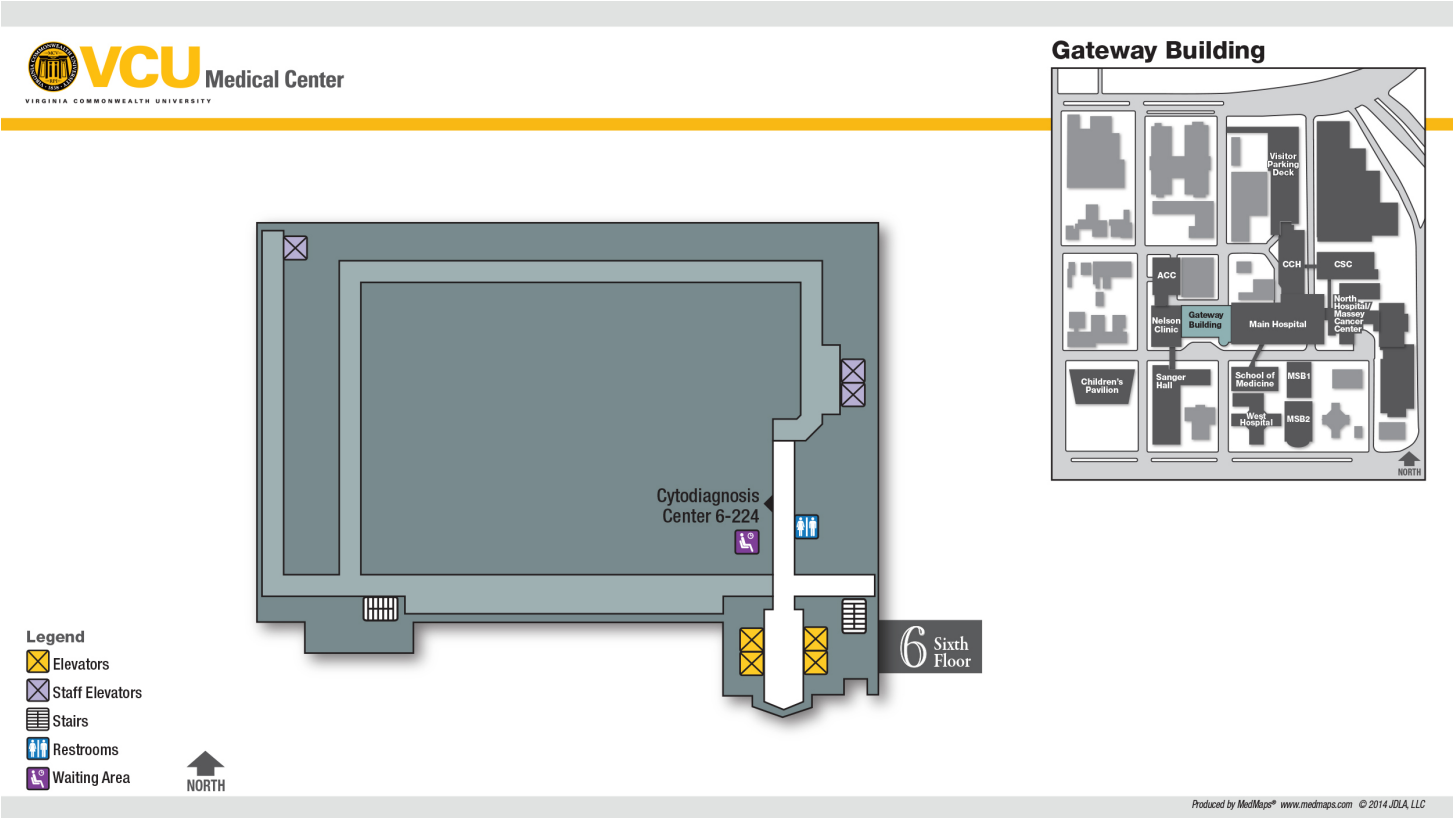 VCU Medical Center
VIRGINIA COMMONWEALTH UNIVERSITY
Gateway Building
Visitor
Parking
Deck
CCH
CSC
ACC
North
Hospital/
Massey
Cancer
Center
Nelson
Clinic
Gateway
Building
Main Hospital
Children's
Pavilion
Sanger
Hall
School of
Medicine
MSB1
West
Hospital
MSB2
NORTH
Cytodiagnosis
Center 6-224
6 Sixth
Floor
Legend
Elevators
Staff Elevators
Stairs
Restrooms
Waiting Area
NORTH
Produced by MedMaps® www.medmaps.com © 2014 JDLA, LLC